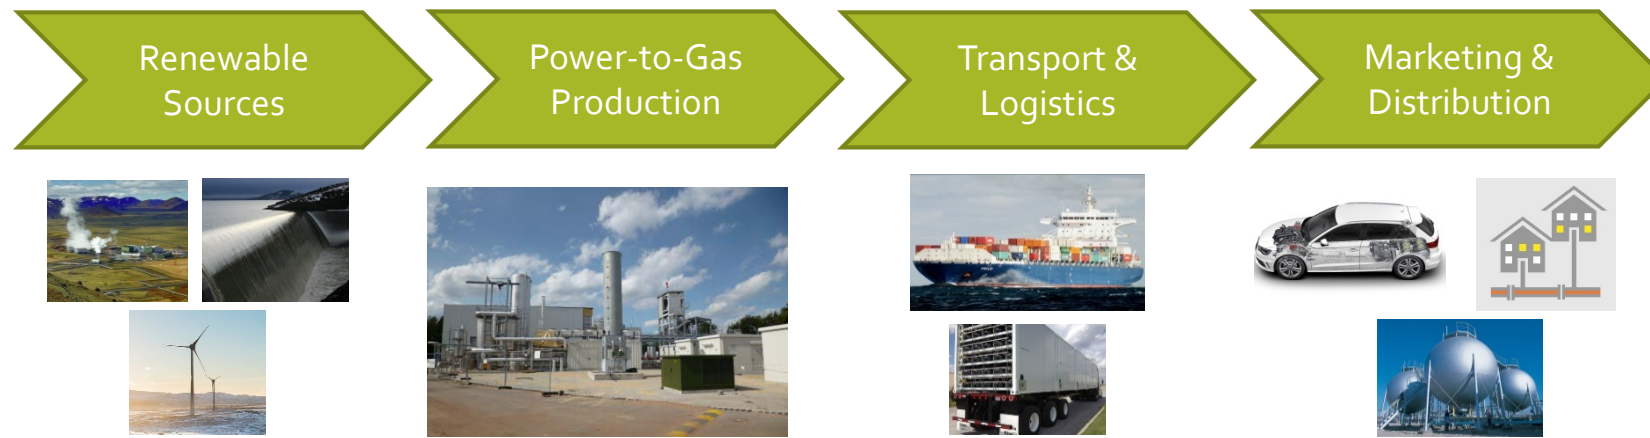 Renewable
Sources
Power-to-Gas
Production
Transport &
Logistics
Marketing &
Distribution